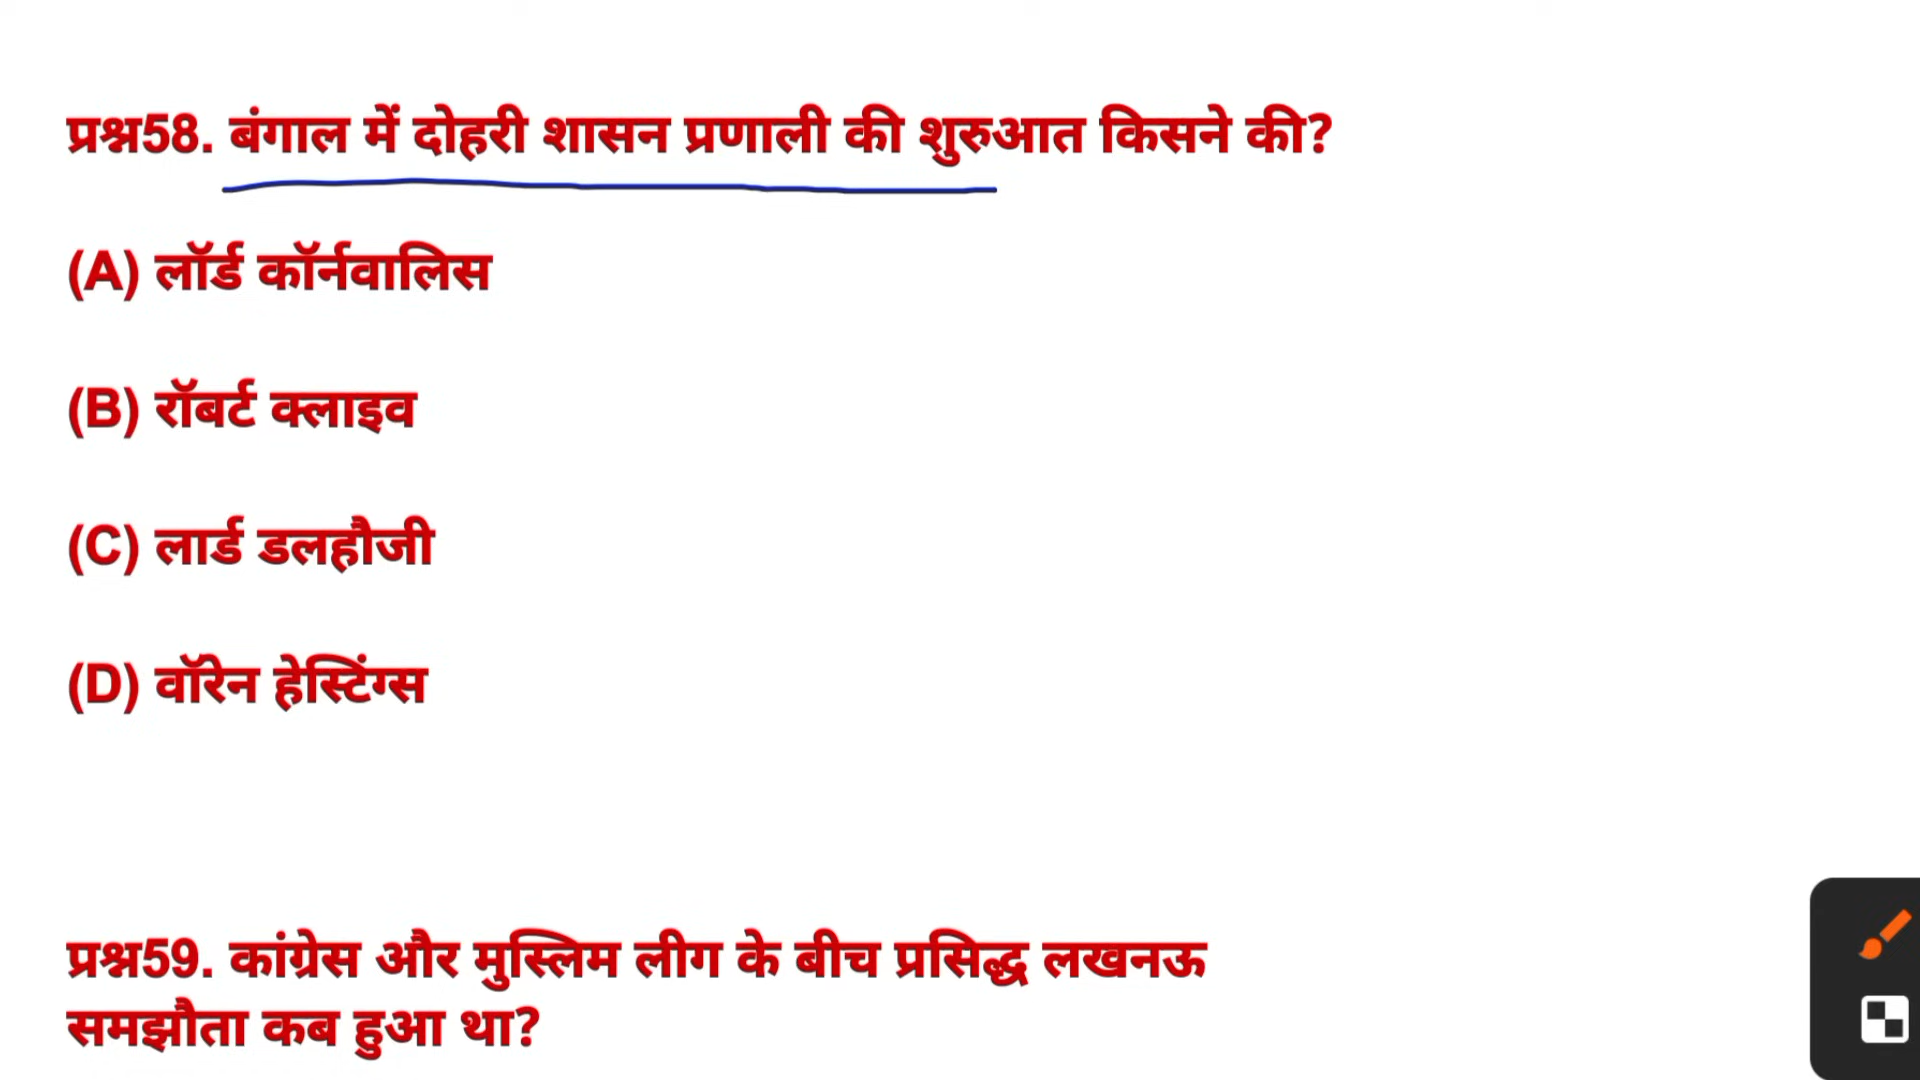 प्रश्न58. बंगाल में दोहरी शासन प्रणाली की शुरुआत किसने की?
(A) लॉर्ड कॉर्नवालिस
(B) रॉबर्ट क्लाइव
(C) लार्ड डलहौजी
(D) वॉरेन हेस्टिंग्स
प्रश्न59. कांग्रेस और मुस्लिम लीग के बीच प्रसिद्ध लखनऊ
समझौता कब हुआ था?